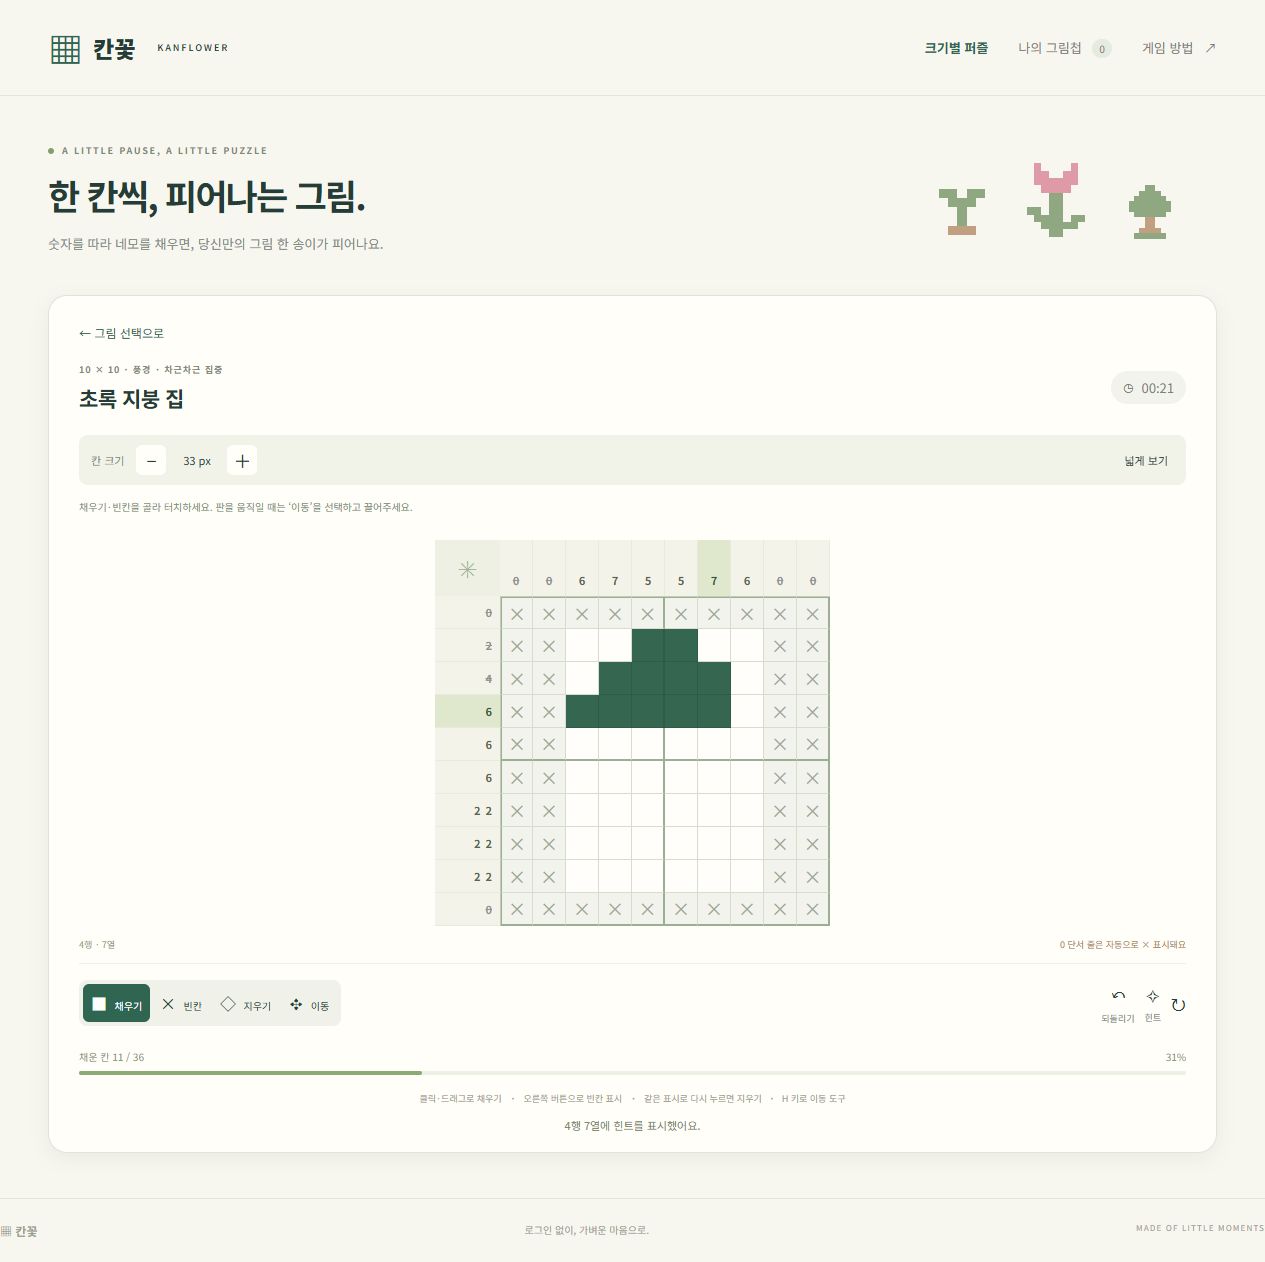 칸꽃 KANFLOWER 크기별 퍼즐 나의 그림첩 0 게임 방법 ↗
A LITTLE PAUSE, A LITTLE PUZZLE
한 칸씩, 피어나는 그림.
숫자를 따라 네모를 채우면, 당신만의 그림 한 송이가 피어나요.
← 그림 선택으로
10 × 10 · 풍경 · 차근차근 집중
초록 지붕 집
00:21
칸 크기 − 33 px + 넓게 보기
채우기·빈칸을 골라 터치하세요. 판을 움직일 때는 ‘이동’을 선택하고 끌어주세요.
0 0 6 7 5 5 7 6 0 0
0
2
4
6
6
6
2 2
2 2
2 2
0
4행 · 7열 0 단서 줄은 자동으로 × 표시돼요
채우기 빈칸 지우기 이동 되돌리기 힌트
채운 칸 11 / 36 31%
클릭·드래그로 채우기 · 오른쪽 버튼으로 빈칸 표시 · 같은 표시로 다시 누르면 지우기 · H 키로 이동 도구
4행 7열에 힌트를 표시했어요.
칸꽃 로그인 없이, 가벼운 마음으로. MADE OF LITTLE MOMENTS